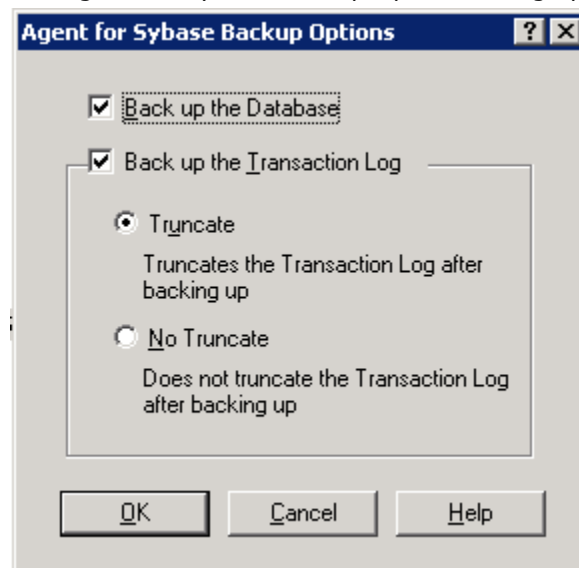 Agent for Sybase Backup Options
Back up the Database
Back up the Transaction Log
Truncate
Truncates the Transaction Log after
backing up
No Truncate
Does not truncate the Transaction Log
after backing up
OK Cancel Help